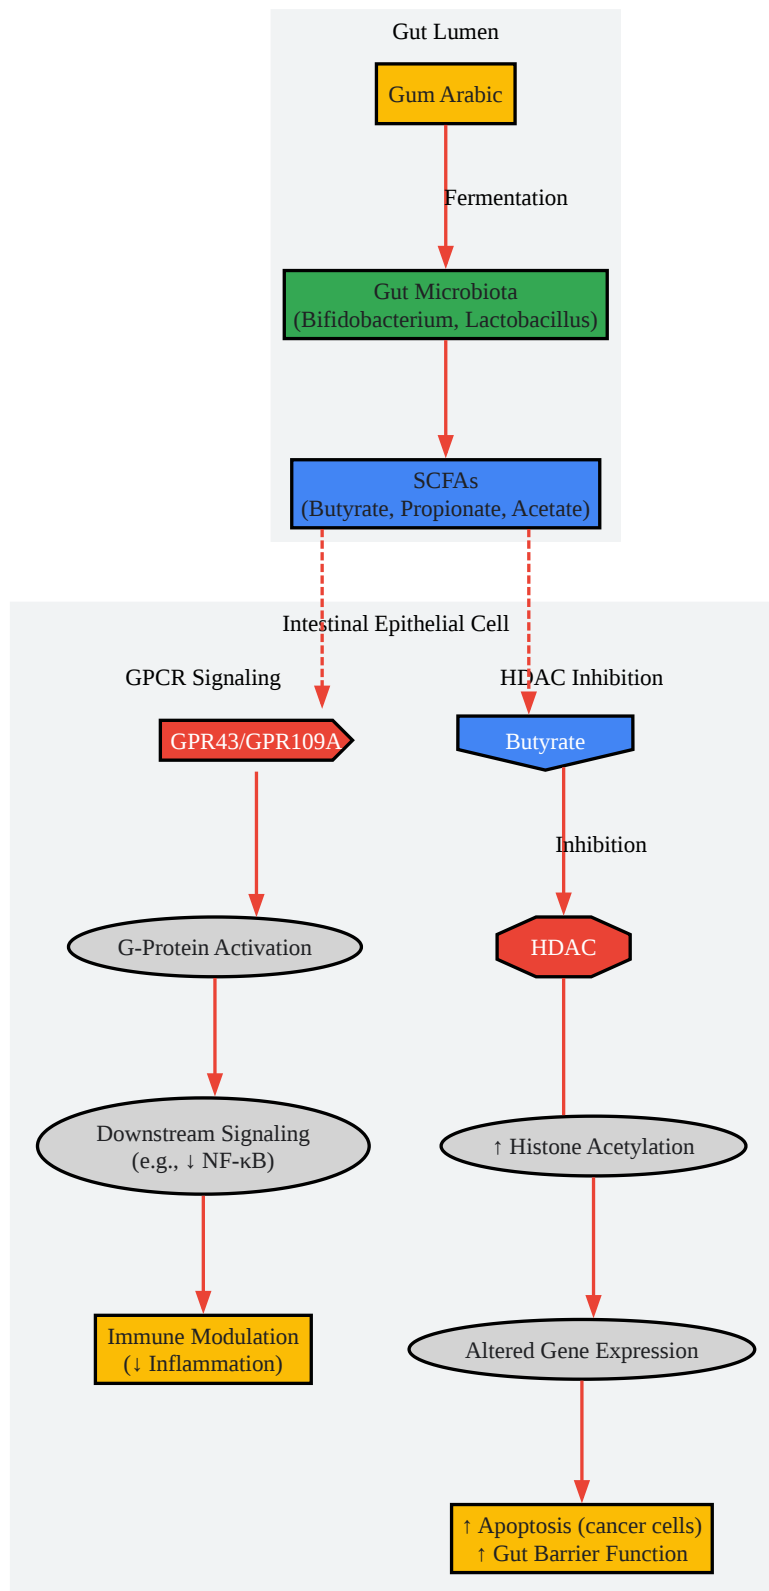 Gut Lumen
Gum Arabic
Fermentation
Gut Microbiota
(Bifidobacterium, Lactobacillus)
SCFAs
(Butyrate, Propionate, Acetate)
Intestinal Epithelial Cell
GPCR Signaling
HDAC Inhibition
GPR43/GPR109A
Butyrate
Inhibition
G-Protein Activation
HDAC
Downstream Signaling
(e.g., ↓ NF-κB)
↑ Histone Acetylation
Immune Modulation
(↓ Inflammation)
Altered Gene Expression
↑ Apoptosis (cancer cells)
↑ Gut Barrier Function